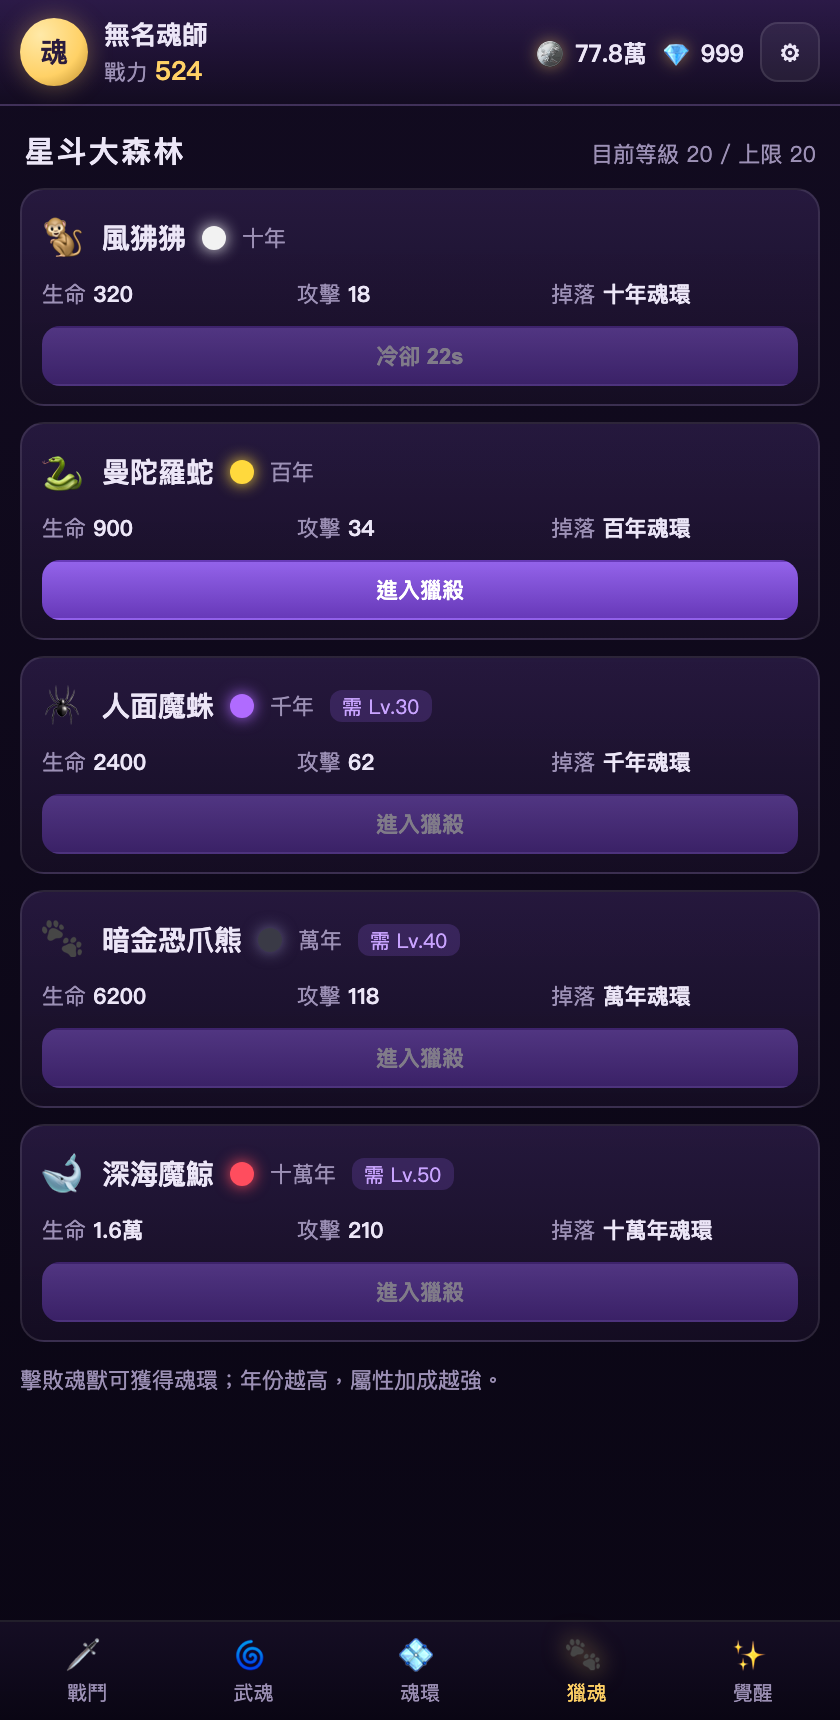 魂
無名魂師
戰力 524
77.8萬 999
星斗大森林
目前等級 20 / 上限 20
風狒狒 十年
生命 320 攻擊 18 掉落 十年魂環
冷卻 22s
曼陀羅蛇 百年
生命 900 攻擊 34 掉落 百年魂環
進入獵殺
人面魔蛛 千年 需 Lv.30
生命 2400 攻擊 62 掉落 千年魂環
進入獵殺
暗金恐爪熊 萬年 需 Lv.40
生命 6200 攻擊 118 掉落 萬年魂環
進入獵殺
深海魔鯨 十萬年 需 Lv.50
生命 1.6萬 攻擊 210 掉落 十萬年魂環
進入獵殺
擊敗魂獸可獲得魂環；年份越高，屬性加成越強。
戰鬥 武魂 魂環 獵魂 覺醒